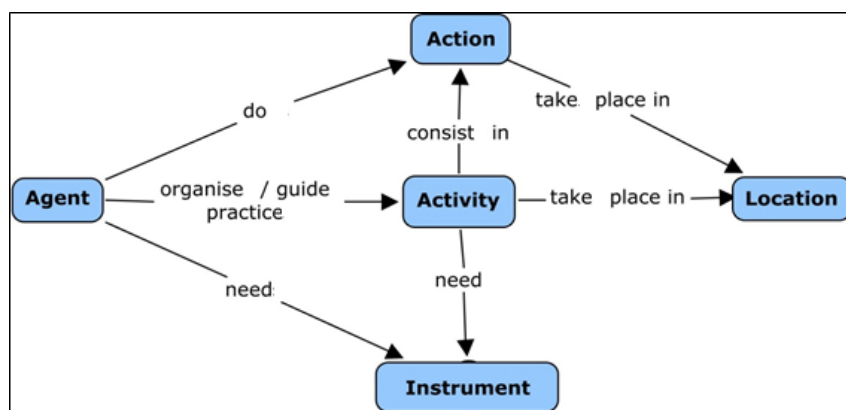 Action
do
take place in
consist in
Agent
organise / guide
practice
Activity
take place in
Location
need
need
Instrument